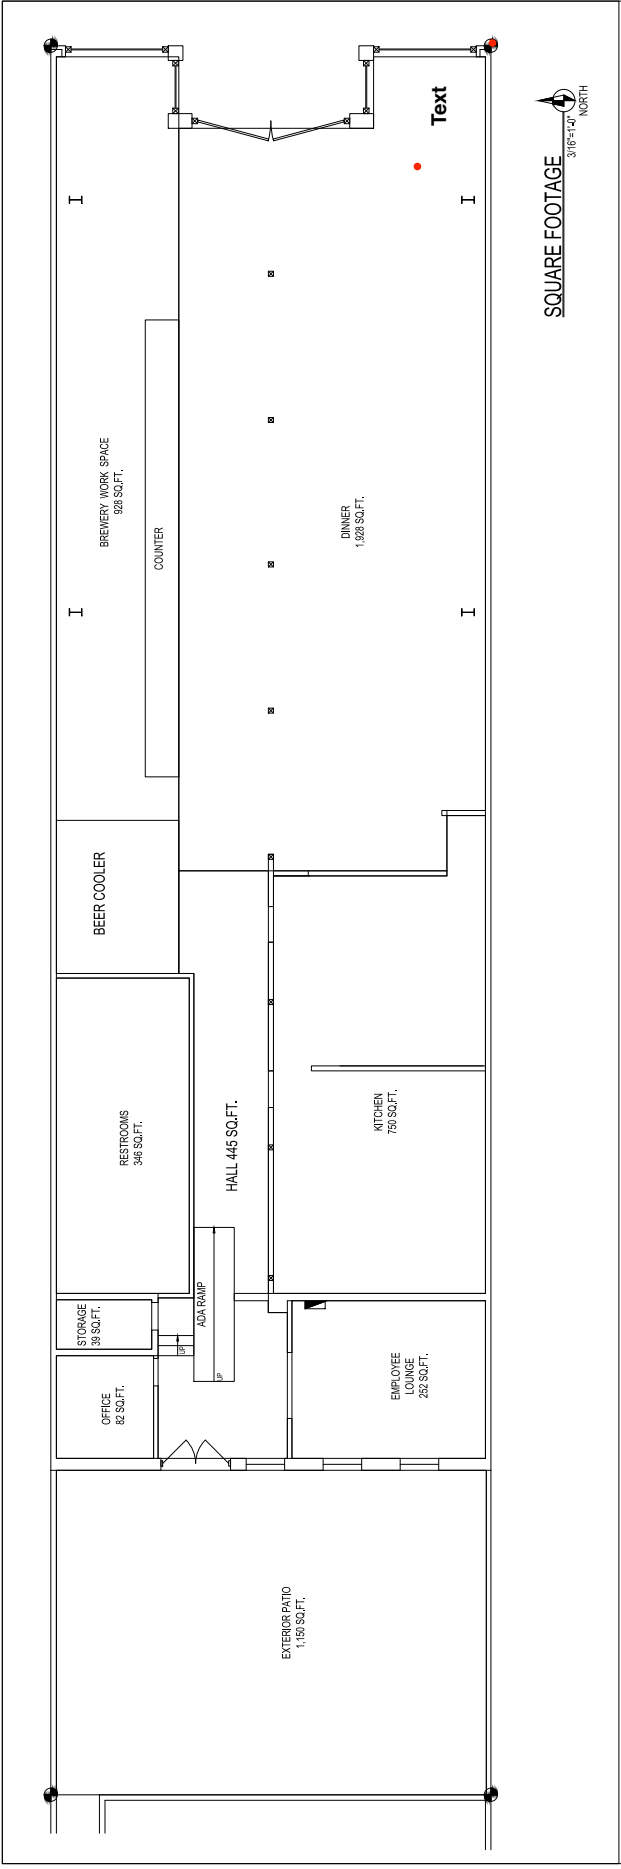 Text
NORTH
3/16"=1'-0"
SQUARE FOOTAGE
BREWERY WORK SPACE
928 SQ.FT.
COUNTER
DINNER
1,928 SQ.FT.
BEER COOLER
RESTROOMS
346 SQ.FT.
HALL 445 SQ.FT.
KITCHEN
750 SQ.FT.
STORAGE
39 SQ.FT.
ADA RAMP
UP
UP
OFFICE
82 SQ.FT.
EMPLOYEE
LOUNGE
252 SQ.FT.
EXTERIOR PATIO
1,150 SQ.FT.